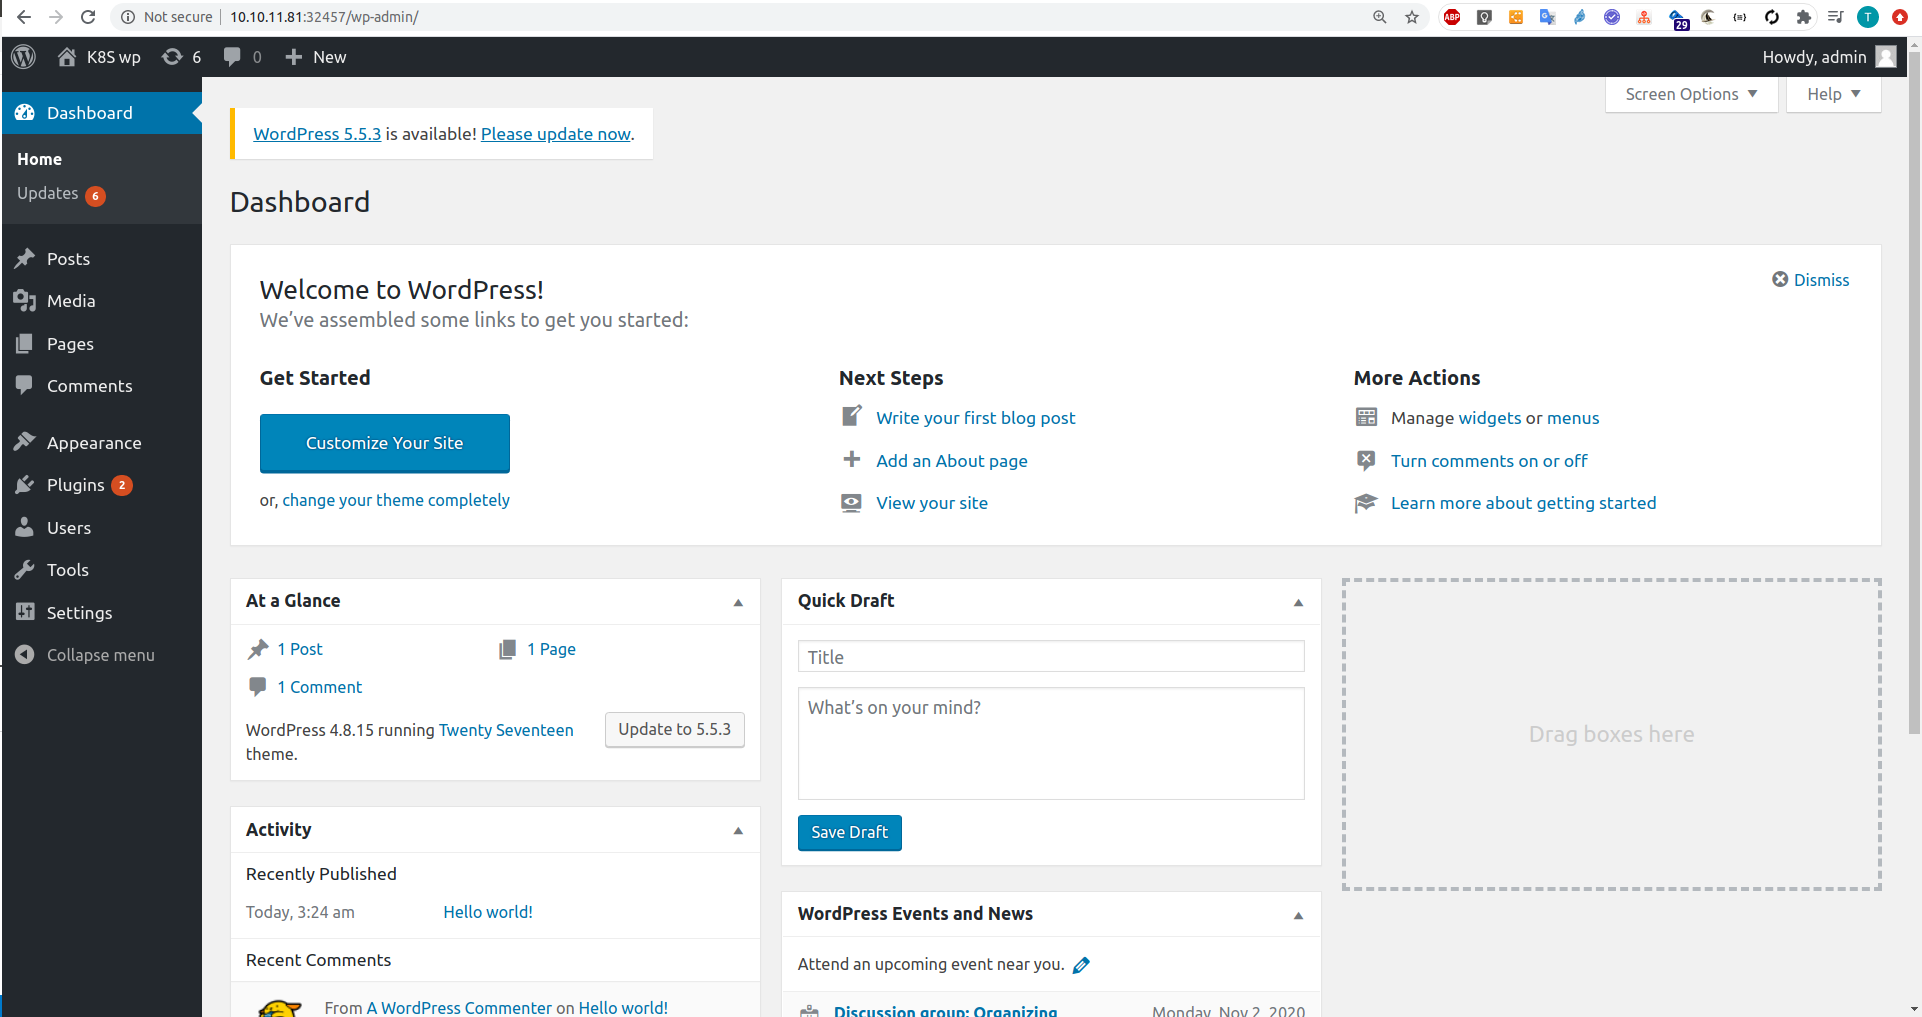 Not secure | 10.10.11.81:32457/wp-admin/
ABP
29
T
K8S wp
6
0
New
Howdy, admin
Dashboard
Home
Updates 6
Posts
Media
Pages
Comments
Appearance
Plugins 2
Users
Tools
Settings
Collapse menu
Screen Options
Help
WordPress 5.5.3 is available! Please update now.
Dashboard
Welcome to WordPress!
We’ve assembled some links to get you started:
Dismiss
Get Started
Customize Your Site
or, change your theme completely
Next Steps
Write your first blog post
Add an About page
View your site
More Actions
Manage widgets or menus
Turn comments on or off
Learn more about getting started
At a Glance
1 Post
1 Page
1 Comment
WordPress 4.8.15 running Twenty Seventeen
theme.
Update to 5.5.3
Activity
Recently Published
Today, 3:24 am
Hello world!
Recent Comments
From A WordPress Commenter on Hello world!
Quick Draft
Title
What’s on your mind?
Save Draft
WordPress Events and News
Attend an upcoming event near you.
Discussion group: Organizing
Monday, Nov 2, 2020
Drag boxes here